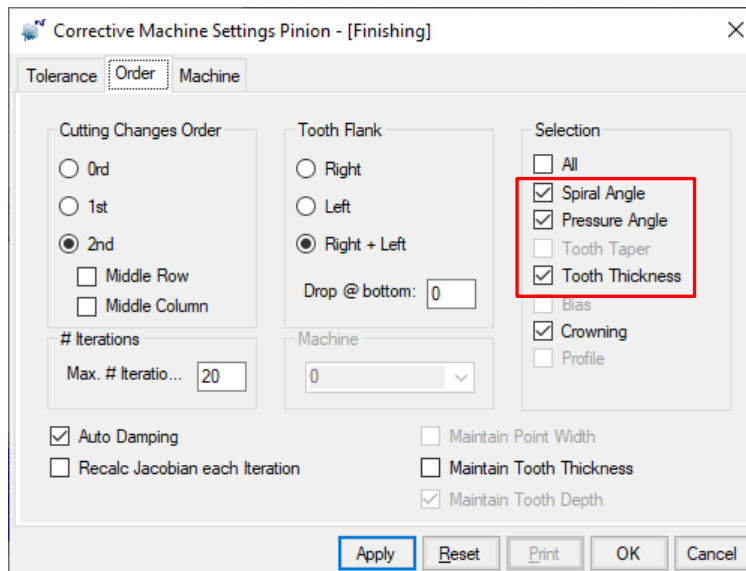 Corrective Machine Settings Pinion - [Finishing]
Tolerance Order Machine
Cutting Changes Order
0rd
1st
2nd
Middle Row
Middle Column
# Iterations
Max. # Iteratio... 20
Tooth Flank
Right
Left
Right + Left
Drop @ bottom: 0
Machine
0
Selection
All
Spiral Angle
Pressure Angle
Tooth Taper
Tooth Thickness
Bias
Crowning
Profile
Auto Damping
Recalc Jacobian each Iteration
Maintain Point Width
Maintain Tooth Thickness
Maintain Tooth Depth
Apply Reset Print OK Cancel